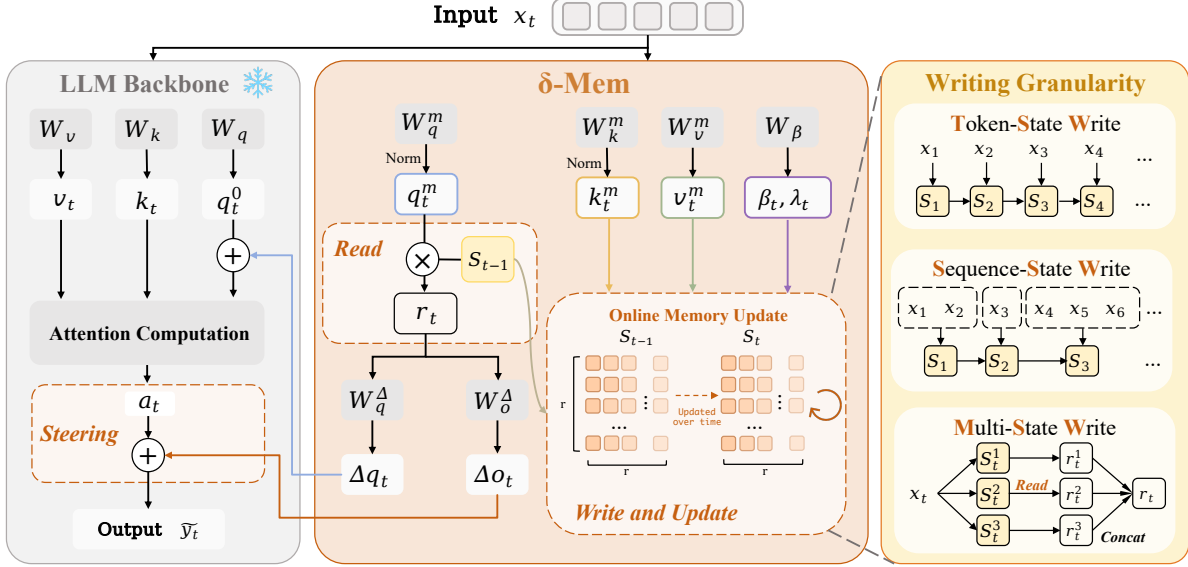 Input x_t
LLM Backbone
W_v W_k W_q
v_t k_t q_t^0
+
Attention Computation
a_t
Steering
+
Output ỹ_t
δ-Mem
W_q^m W_k^m W_v^m W_β
Norm Norm
q_t^m k_t^m v_t^m β_t, λ_t
Read
× S_{t−1}
r_t
W_q^Δ W_o^Δ
Δq_t Δo_t
Online Memory Update
S_{t−1} S_t
r
Updated
over time
... ...
r r
Write and Update
Writing Granularity
Token-State Write
x_1 x_2 x_3 x_4 ...
S_1 S_2 S_3 S_4 ...
Sequence-State Write
x_1 x_2 x_3 x_4 x_5 x_6 ...
S_1 S_2 S_3 ...
Multi-State Write
S_t^1 r_t^1
x_t S_t^2 Read r_t^2 r_t
S_t^3 r_t^3 Concat